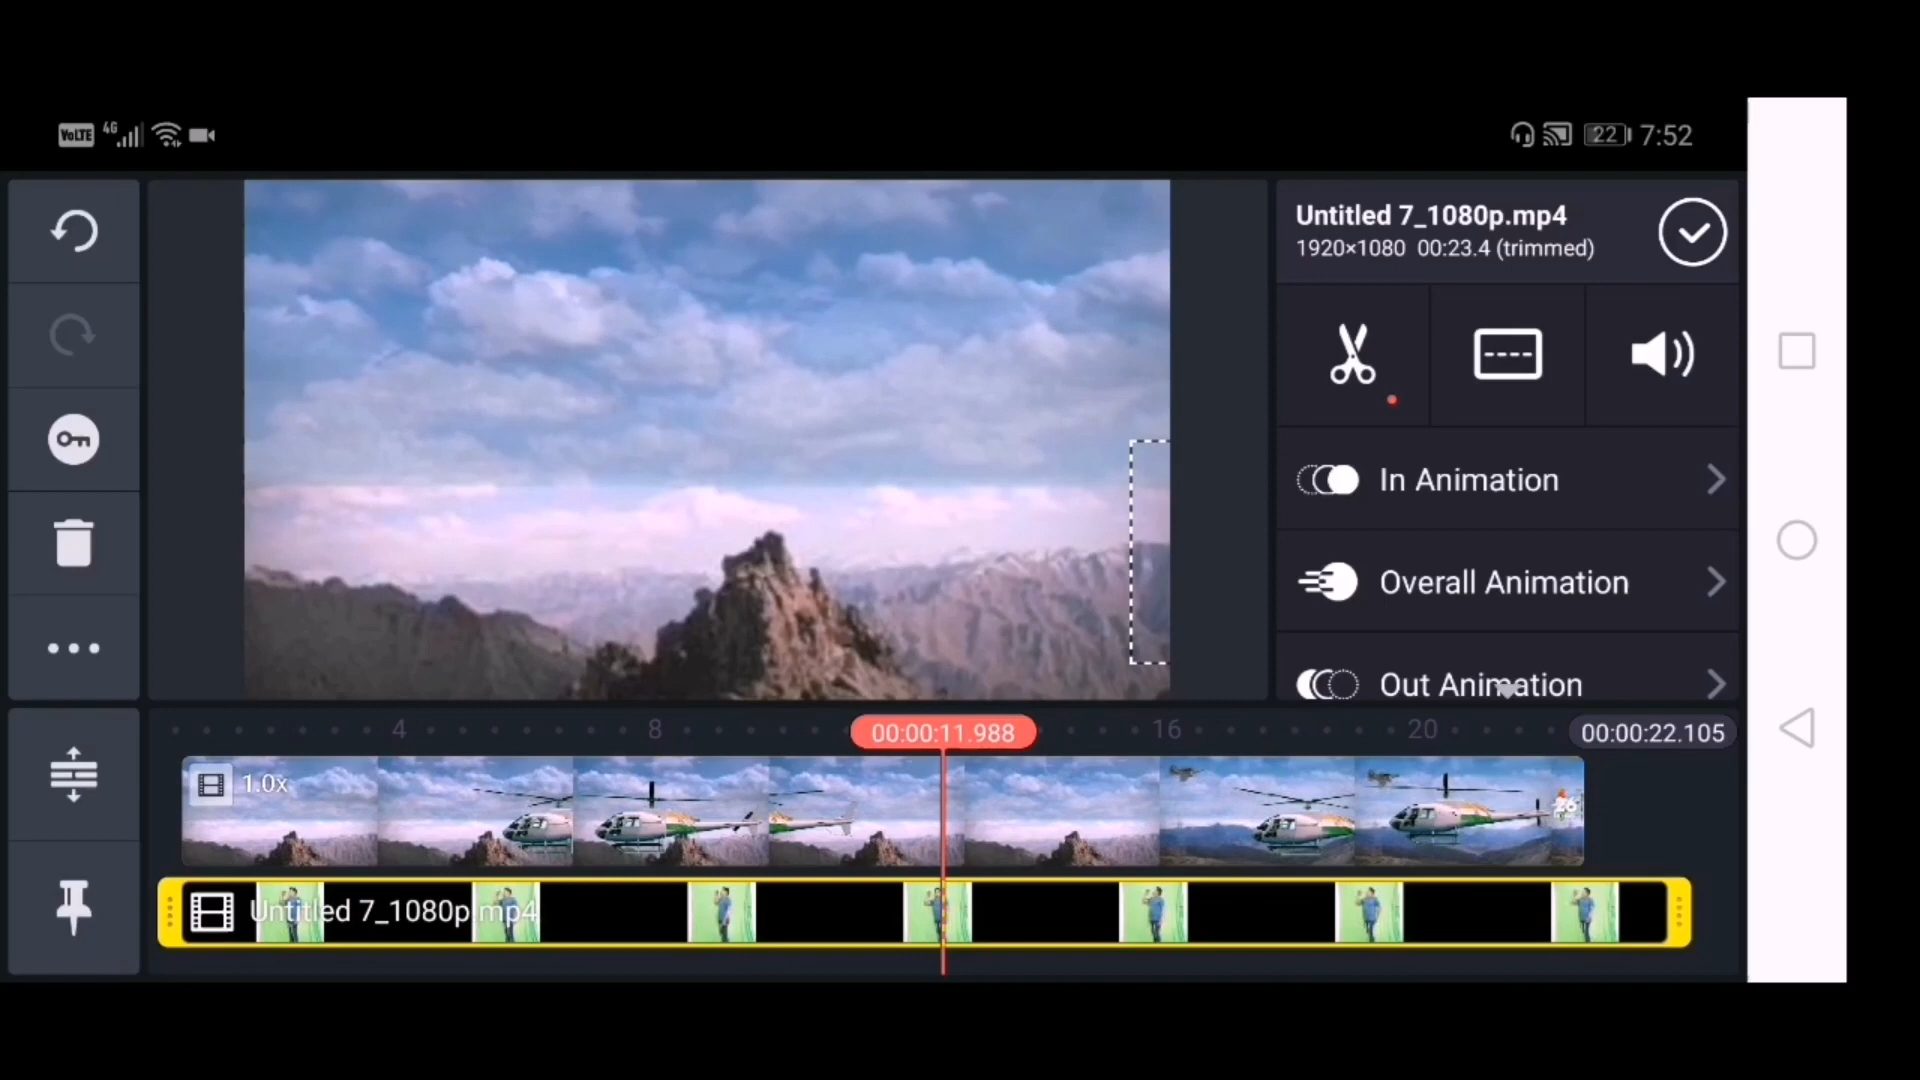 VoLTE 4G 22 7:52
Untitled 7_1080p.mp4
1920×1080 00:23.4 (trimmed)
In Animation
Overall Animation
Out Animation
4 8 00:00:11.988 16 20 00:00:22.105
1.0x
26
Untitled 7_1080p.mp4